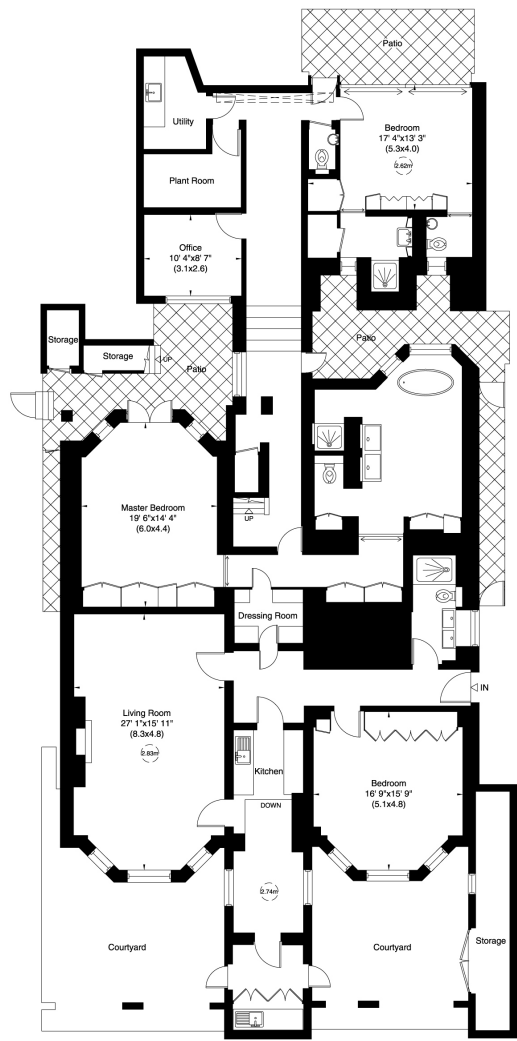 Patio
Utility
Bedroom
17' 4"x13' 3"
(5.3x4.0)
2.62m
Plant Room
Office
10' 4"x8' 7"
(3.1x2.6)
Storage
Storage
UP
Patio
Patio
Master Bedroom
19' 6"x14' 4"
(6.0x4.4)
UP
Dressing Room
IN
Living Room
27' 1"x15' 11"
(8.3x4.8)
2.83m
Kitchen
DOWN
Bedroom
16' 9"x15' 9"
(5.1x4.8)
2.74m
Courtyard
Courtyard
Storage